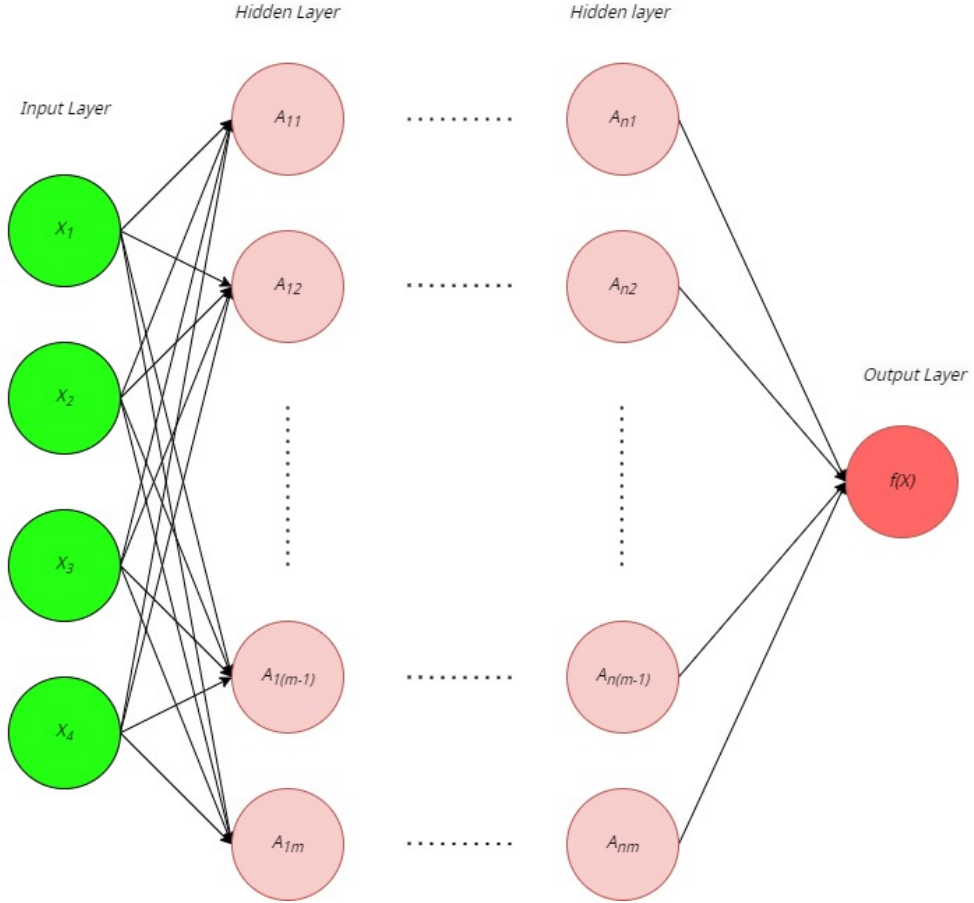 Hidden Layer
Hidden layer
Input Layer
A11
An1
X1
A12
An2
X2
Output Layer
f(X)
X3
A1(m-1)
An(m-1)
X4
A1m
Anm